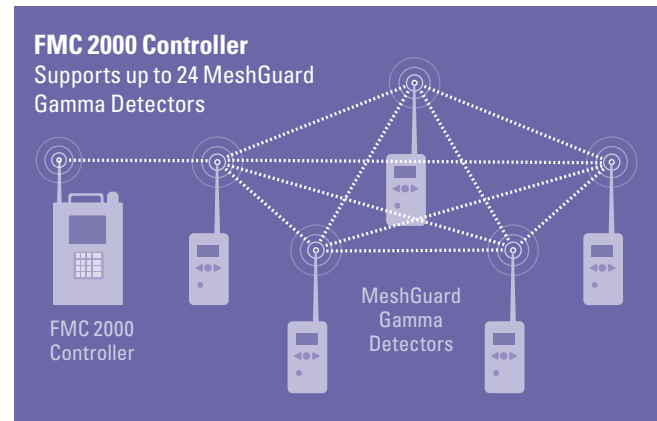 FMC 2000 Controller
Supports up to 24 MeshGuard
Gamma Detectors
FMC 2000
Controller
MeshGuard
Gamma
Detectors